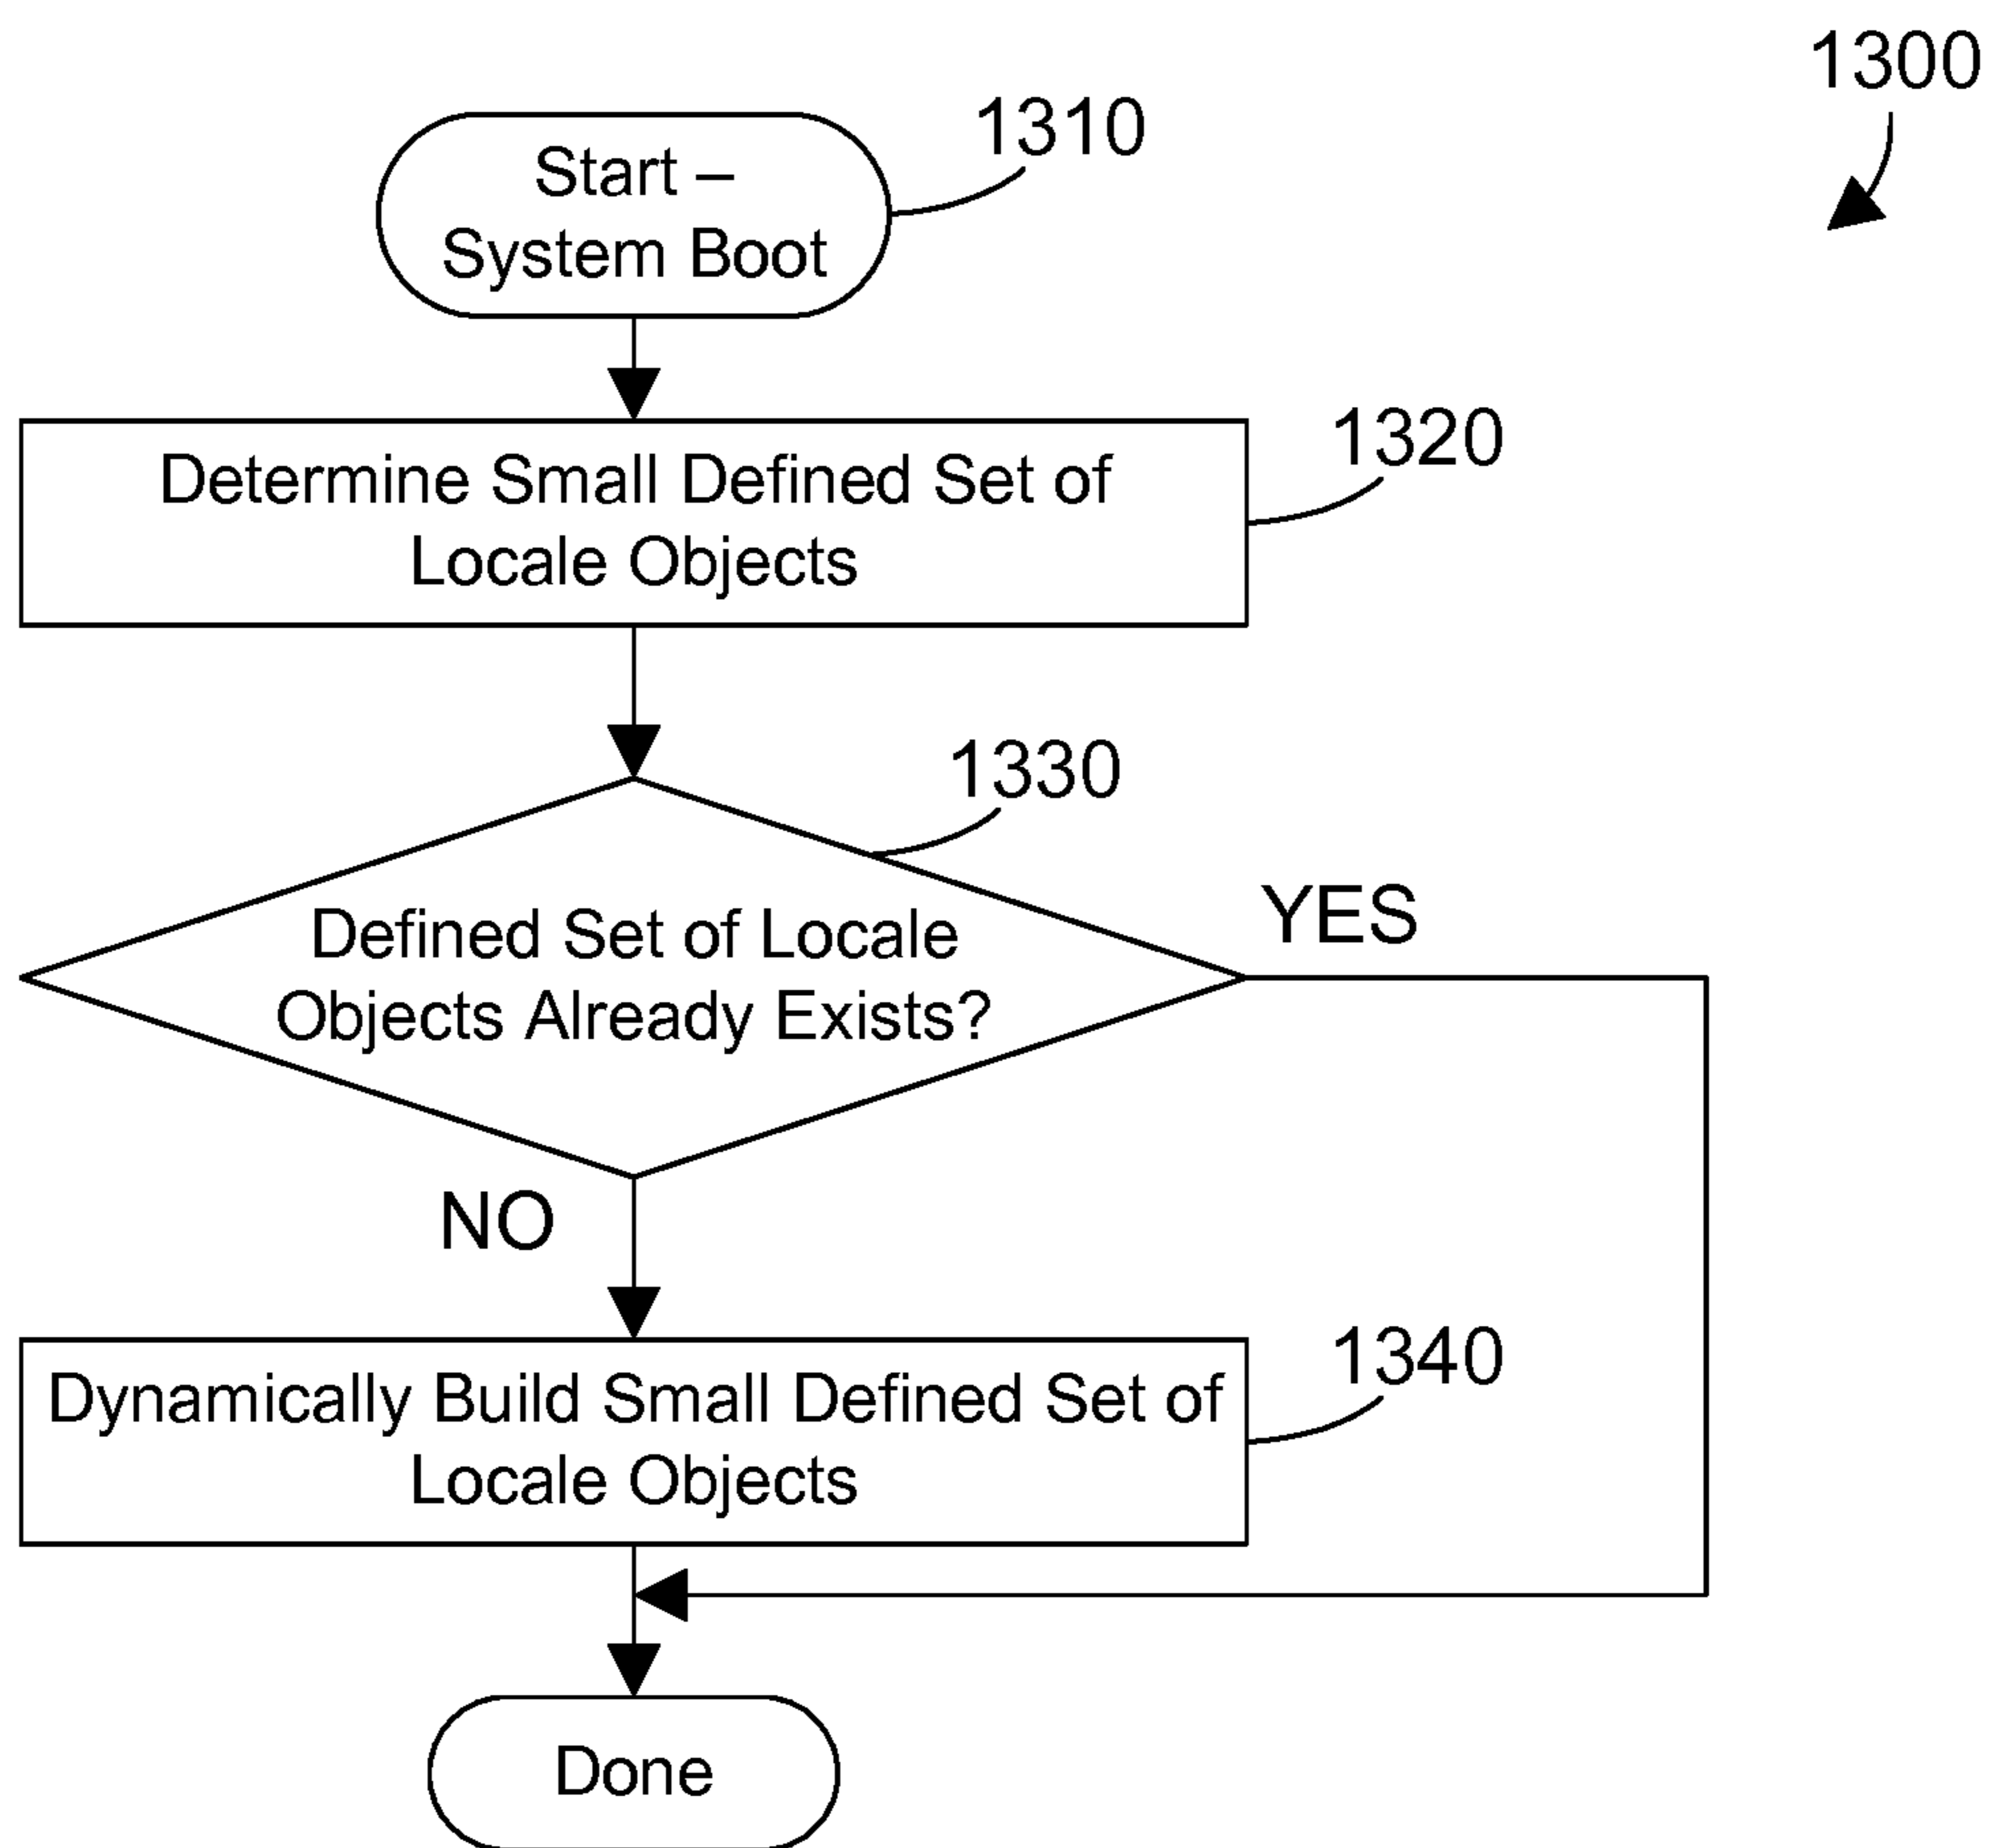 1300
1310
Start –
System Boot
1320
Determine Small Defined Set of
Locale Objects
1330
Defined Set of Locale
Objects Already Exists?
YES
NO
1340
Dynamically Build Small Defined Set of
Locale Objects
Done